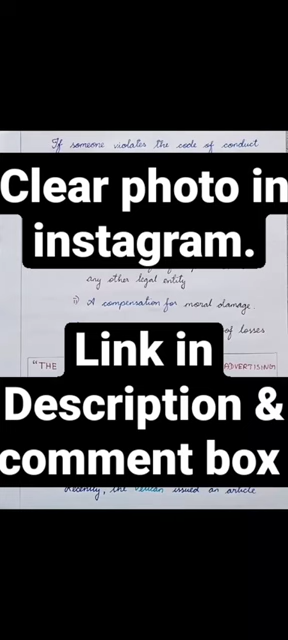 If someone violates the code of conduct
Clear photo in
instagram.
any other legal entity
i) A compensation for moral damage.
Link in
of losses
"THE
ADVERTISING
Description &
comment box
Recently, the Vatican issued an article